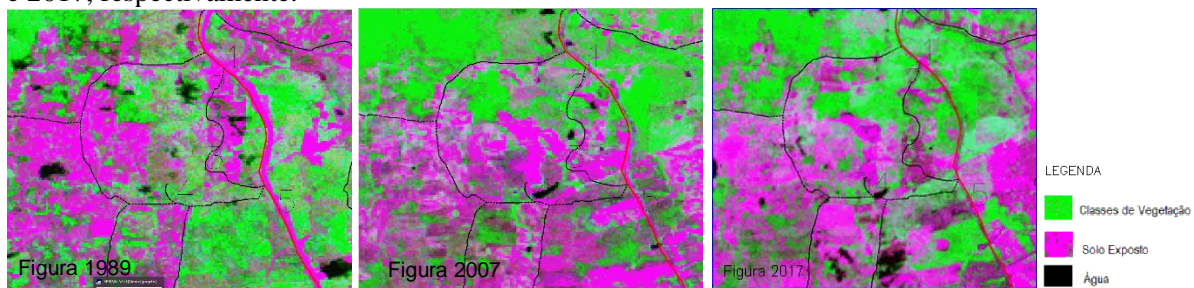 e 2017, respectivamente.
Figura 1989
Figura 2007
Figura 2017
LEGENDA
Classes de Vegetação
Solo Exposto
Água